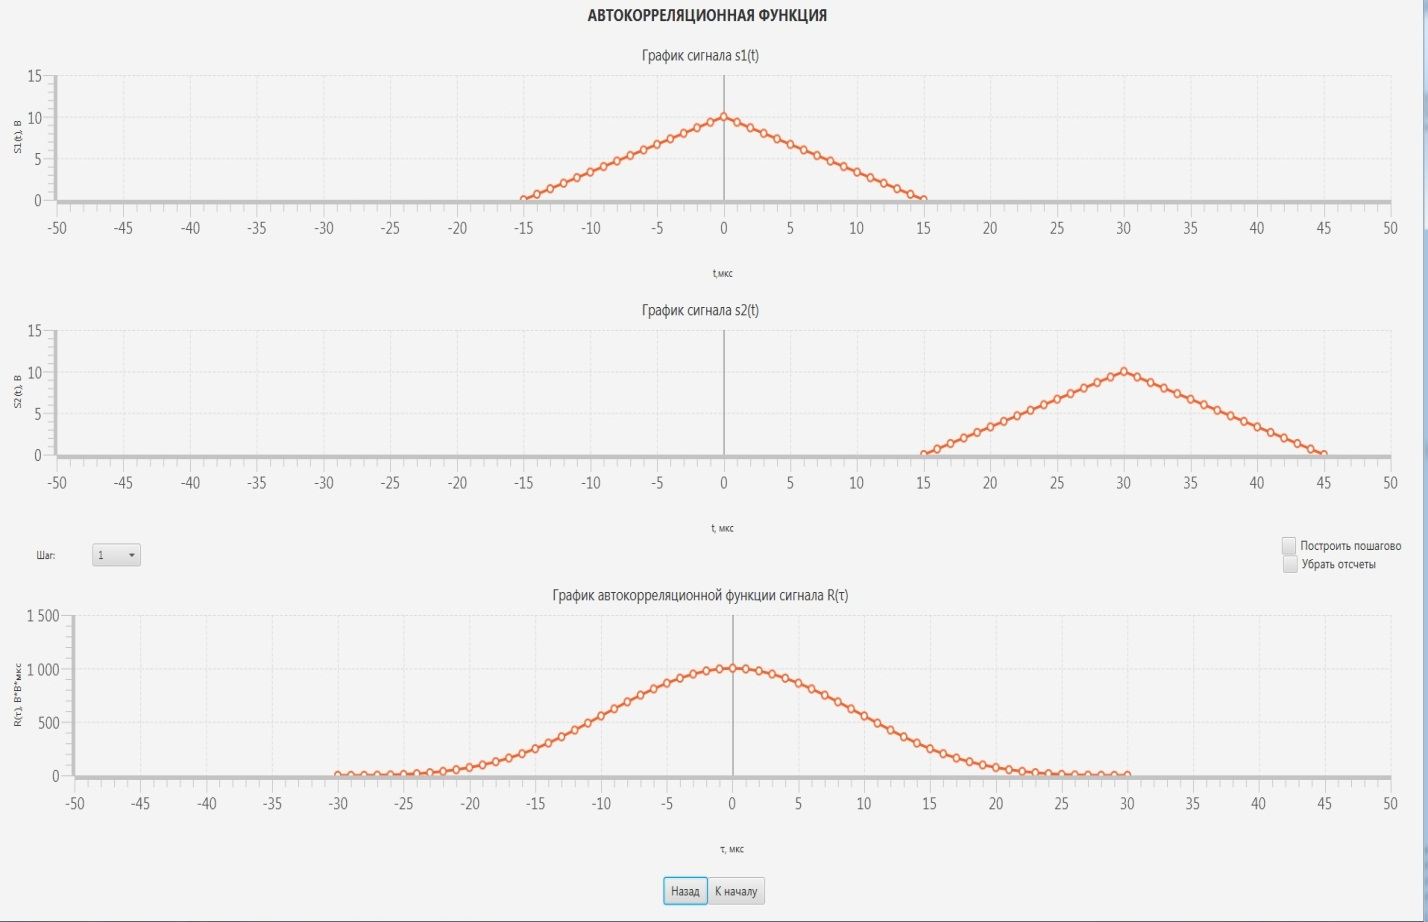 АВТОКОРРЕЛЯЦИОННАЯ ФУНКЦИЯ
График сигнала s1(t)
S1(t), В
15
10
5
0
-50 -45 -40 -35 -30 -25 -20 -15 -10 -5 0 5 10 15 20 25 30 35 40 45 50
t,мкс
График сигнала s2(t)
S2(t), В
15
10
5
0
-50 -45 -40 -35 -30 -25 -20 -15 -10 -5 0 5 10 15 20 25 30 35 40 45 50
t, мкс
Шаг: 1
Построить пошагово
Убрать отсчеты
График автокорреляционной функции сигнала R(τ)
R(τ), В*В*мкс
1 500
1 000
500
0
-50 -45 -40 -35 -30 -25 -20 -15 -10 -5 0 5 10 15 20 25 30 35 40 45 50
τ, мкс
Назад К началу